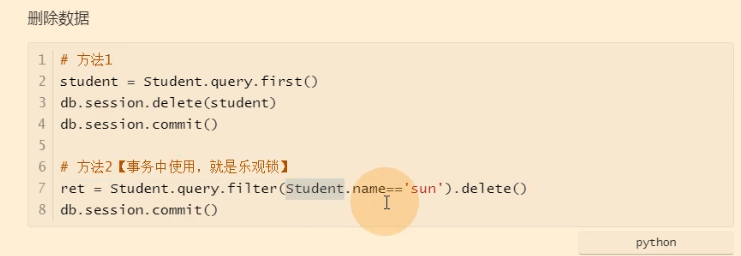 删除数据
1 # 方法1
2 student = Student.query.first()
3 db.session.delete(student)
4 db.session.commit()
5
6 # 方法2【事务中使用，就是乐观锁】
7 ret = Student.query.filter(Student.name=='sun').delete()
8 db.session.commit()
python